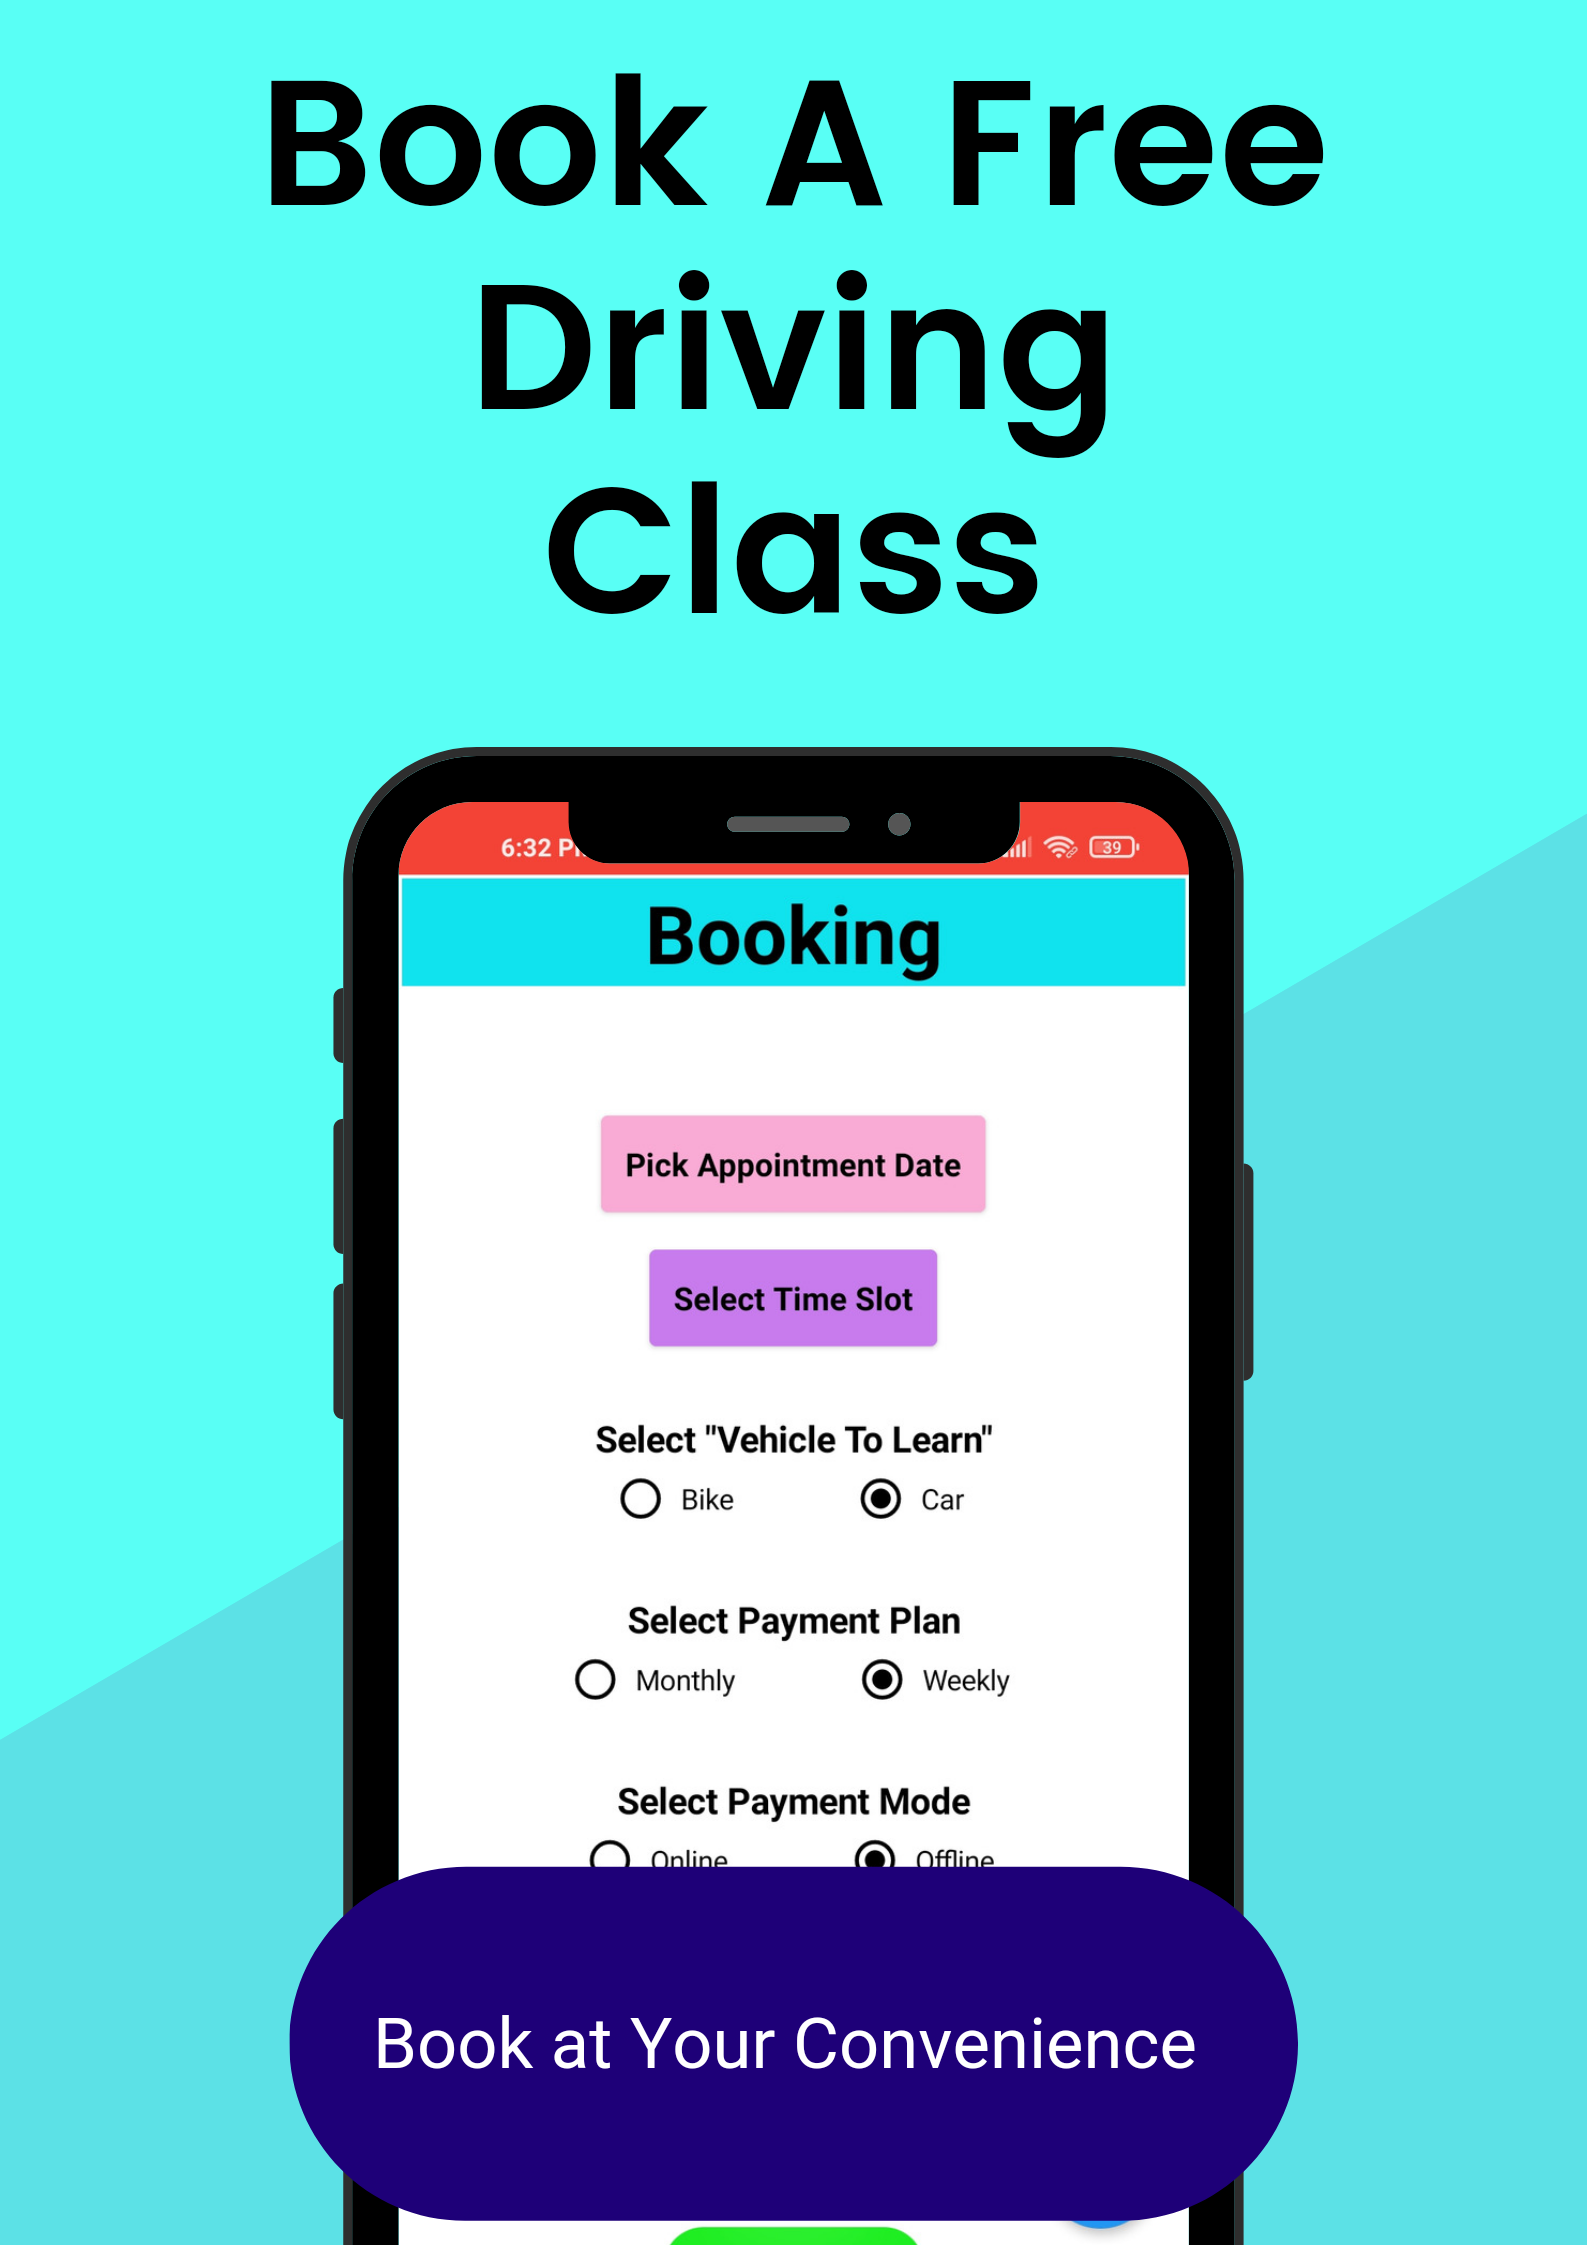 Book A Free
Driving
Class
6:32
39
Booking
Pick Appointment Date
Select Time Slot
Select "Vehicle To Learn"
Bike Car
Select Payment Plan
Monthly Weekly
Select Payment Mode
Online Offline
Book at Your Convenience